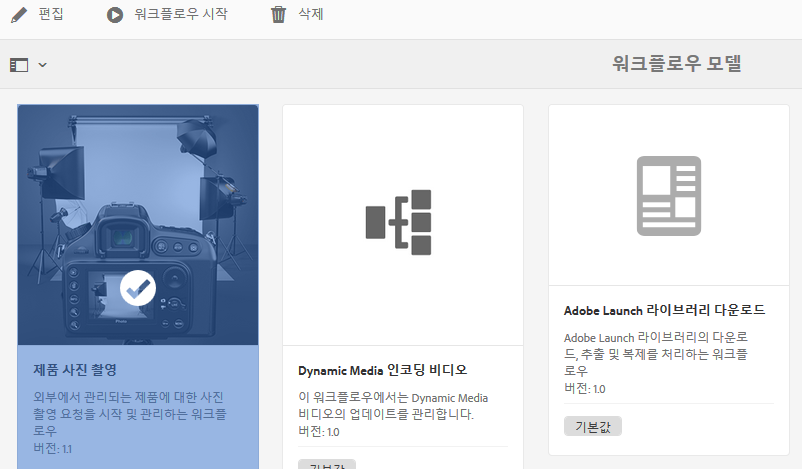 편집 워크플로우 시작 삭제
워크플로우 모델
제품 사진 촬영
외부에서 관리되는 제품에 대한 사진
촬영 요청을 시작 및 관리하는 워크플
로우
버전: 1.1
Dynamic Media 인코딩 비디오
이 워크플로우에서는 Dynamic Media
비디오의 업데이트를 관리합니다.
버전: 1.0
기본값
Adobe Launch 라이브러리 다운로드
Adobe Launch 라이브러리의 다운로
드, 추출 및 복제를 처리하는 워크플
로우
버전: 1.0
기본값